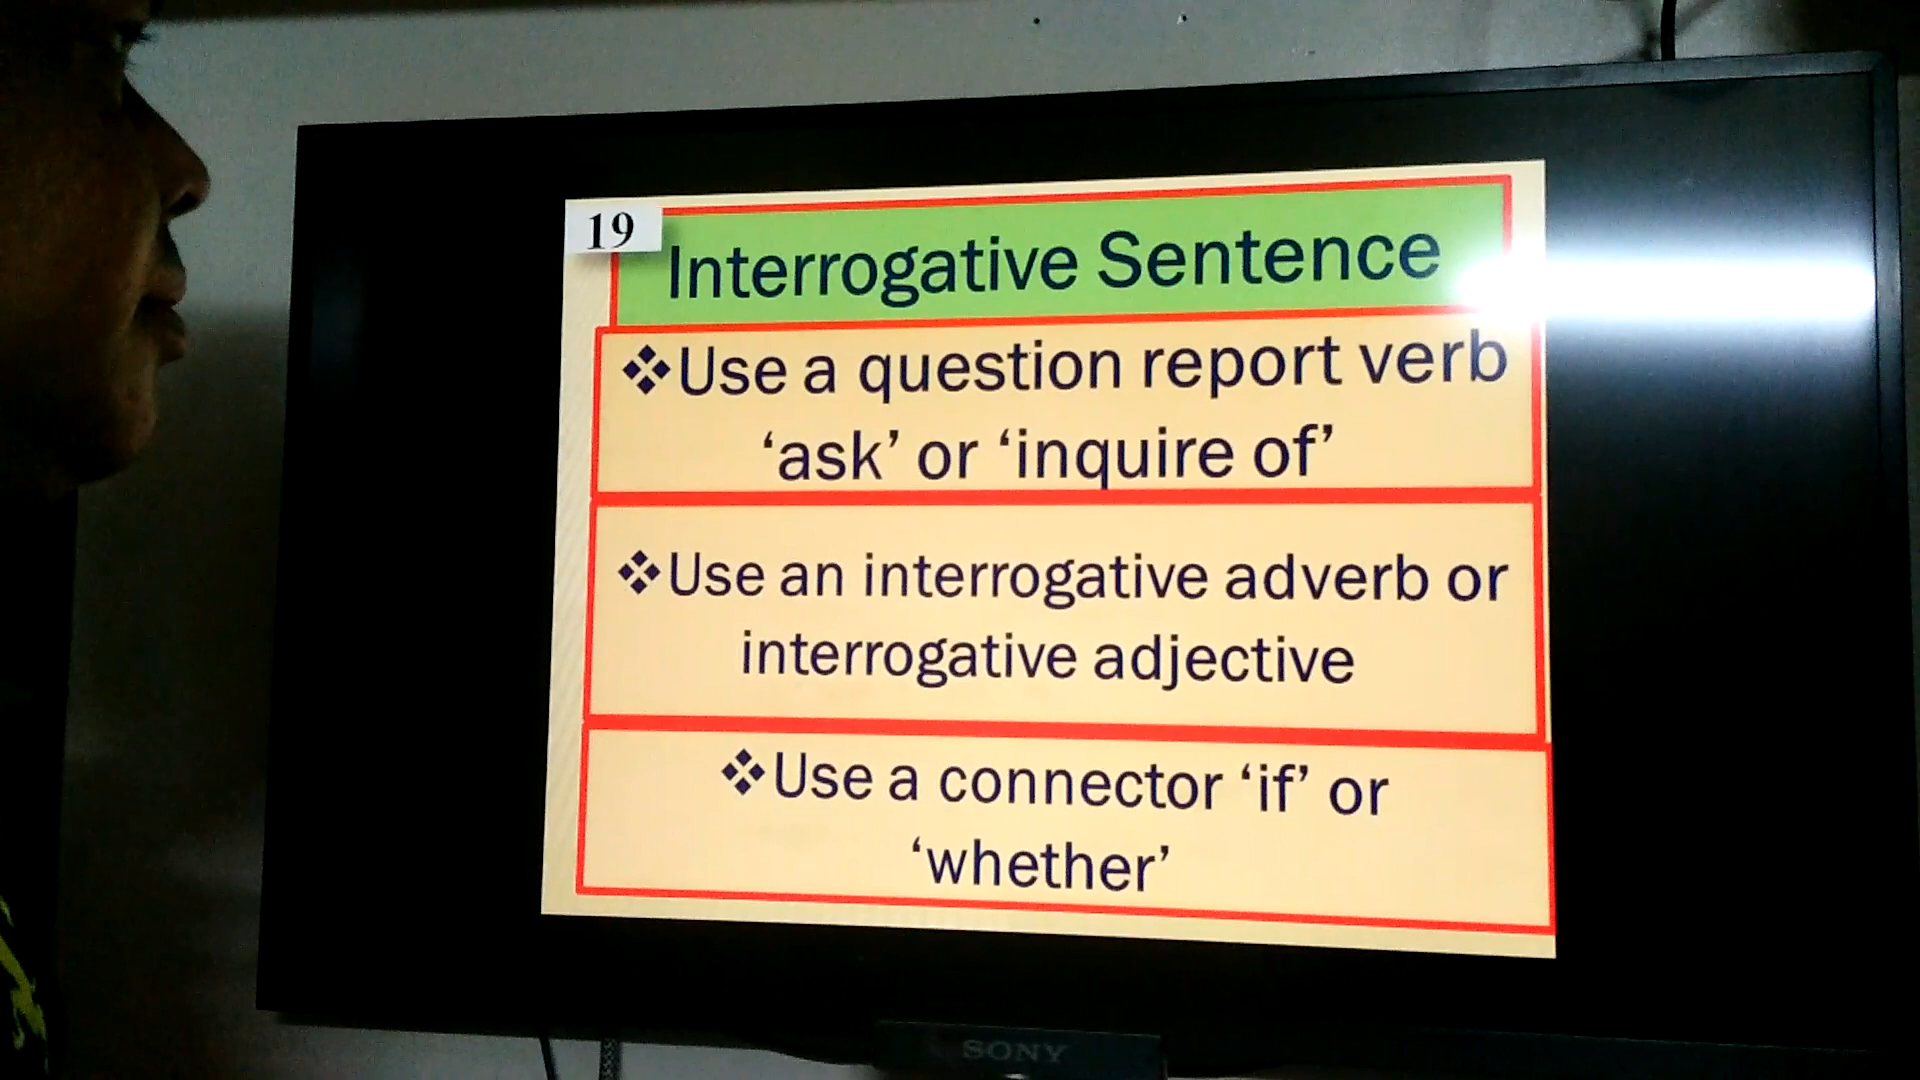 19
Interrogative Sentence
❖Use a question report verb
‘ask’ or ‘inquire of’
❖Use an interrogative adverb or
interrogative adjective
❖Use a connector ‘if’ or
‘whether’
SONY